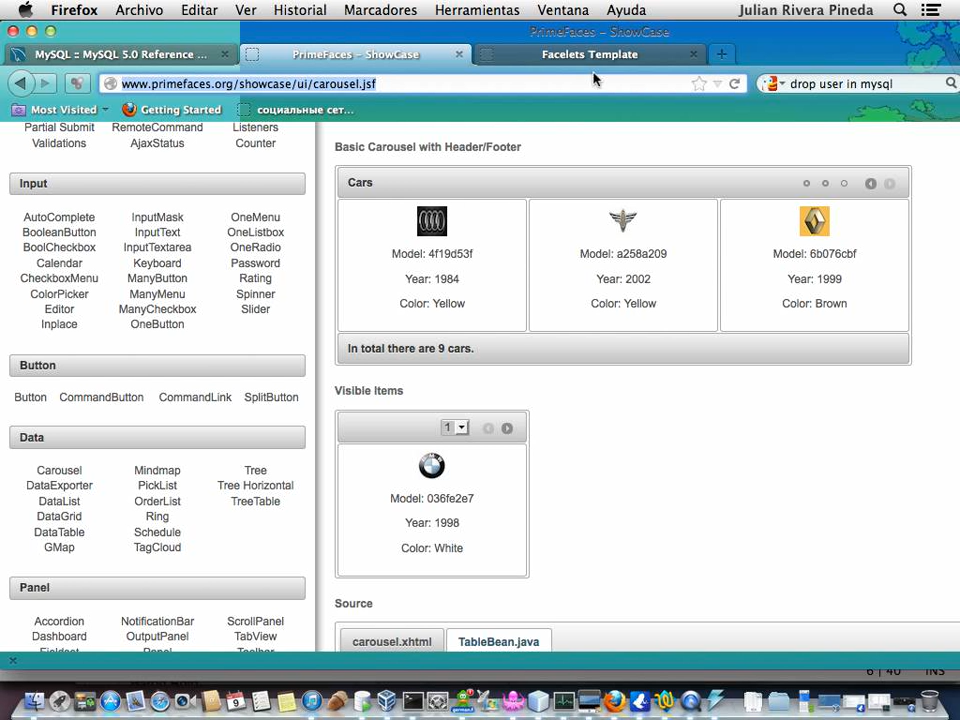 Firefox Archivo Editar Ver Historial Marcadores Herramientas Ventana Ayuda Julian Rivera Pineda
PrimeFaces – ShowCase
MySQL :: MySQL 5.0 Reference ... PrimeFaces – ShowCase Facelets Template
www.primefaces.org/showcase/ui/carousel.jsf drop user in mysql
Most Visited Getting Started социальные сет...
Partial Submit RemoteCommand Listeners
Validations AjaxStatus Counter
Input
AutoComplete InputMask OneMenu
BooleanButton InputText OneListbox
BoolCheckbox InputTextarea OneRadio
Calendar Keyboard Password
CheckboxMenu ManyButton Rating
ColorPicker ManyMenu Spinner
Editor ManyCheckbox Slider
Inplace OneButton
Button
Button CommandButton CommandLink SplitButton
Data
Carousel Mindmap Tree
DataExporter PickList Tree Horizontal
DataList OrderList TreeTable
DataGrid Ring
DataTable Schedule
GMap TagCloud
Panel
Accordion NotificationBar ScrollPanel
Dashboard OutputPanel TabView
Basic Carousel with Header/Footer
Cars
Model: 4f19d53f Model: a258a209 Model: 6b076cbf
Year: 1984 Year: 2002 Year: 1999
Color: Yellow Color: Yellow Color: Brown
In total there are 9 cars.
Visible Items
1
Model: 036fe2e7
Year: 1998
Color: White
Source
carousel.xhtml TableBean.java
6 | 40 INS